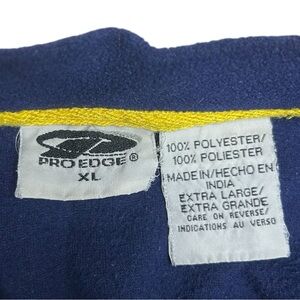 PRO EDGE®
XL
100% POLYESTER/
100% POLIESTER
MADE IN/HECHO EN
INDIA
EXTRA LARGE/
EXTRA GRANDE
CARE ON REVERSE/
INDICATIONS AU VERSO